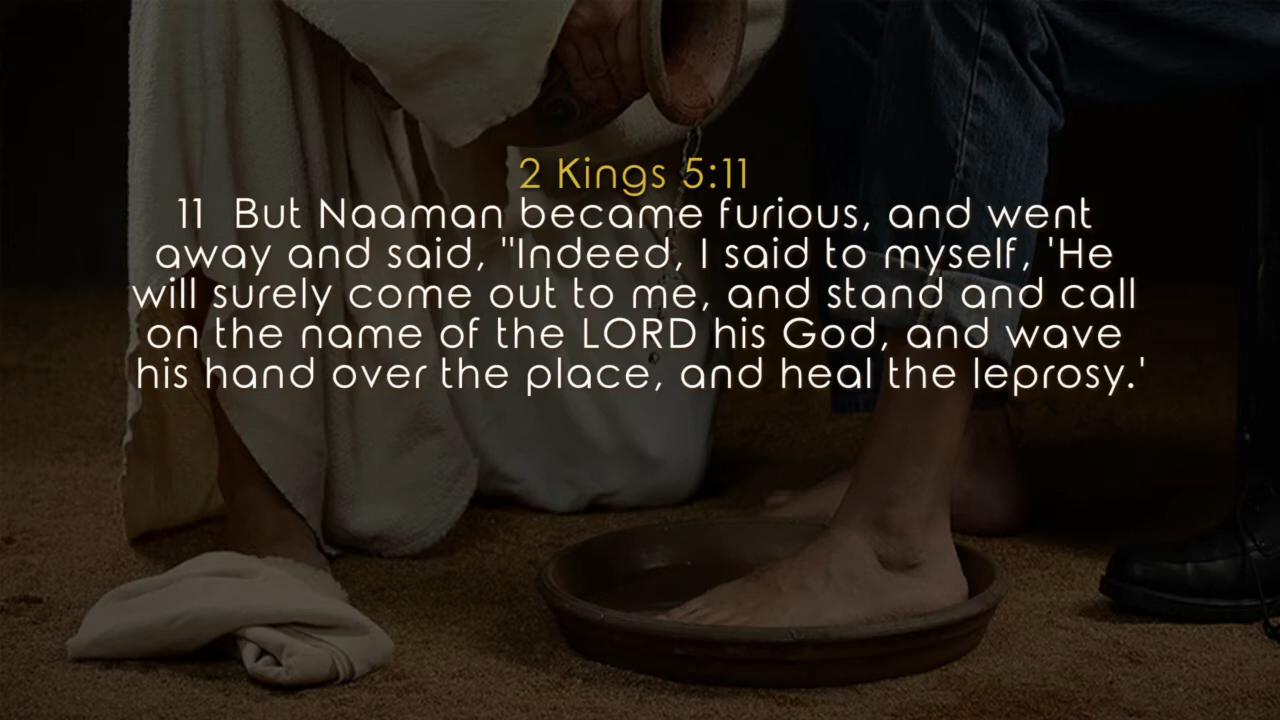 2 Kings 5:11
11 But Naaman became furious, and went
away and said, "Indeed, I said to myself, 'He
will surely come out to me, and stand and call
on the name of the LORD his God, and wave
his hand over the place, and heal the leprosy.'